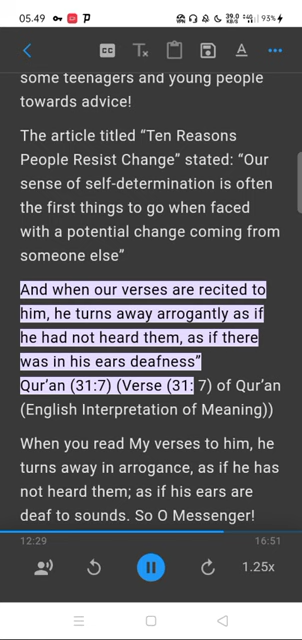 05.49
39.0
KB/S
93%
CC
some teenagers and young people
towards advice!
The article titled “Ten Reasons
People Resist Change” stated: “Our
sense of self-determination is often
the first things to go when faced
with a potential change coming from
someone else”
And when our verses are recited to
him, he turns away arrogantly as if
he had not heard them, as if there
was in his ears deafness”
Qur’an (31:7) (Verse (31: 7) of Qur’an
(English Interpretation of Meaning))
When you read My verses to him, he
turns away in arrogance, as if he has
not heard them; as if his ears are
deaf to sounds. So O Messenger!
12:29
16:51
1.25x